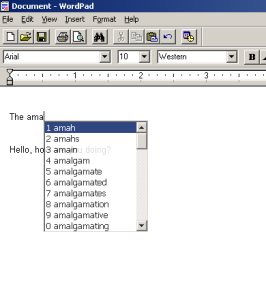 Document - WordPad
File Edit View Insert Format Help
Arial 10 Western B
1 2 3
The ama
1 amah
2 amahs
3 amain
4 amalgam
5 amalgamate
6 amalgamated
7 amalgamates
8 amalgamation
9 amalgamative
0 amalgamating
Hello, ho doing?